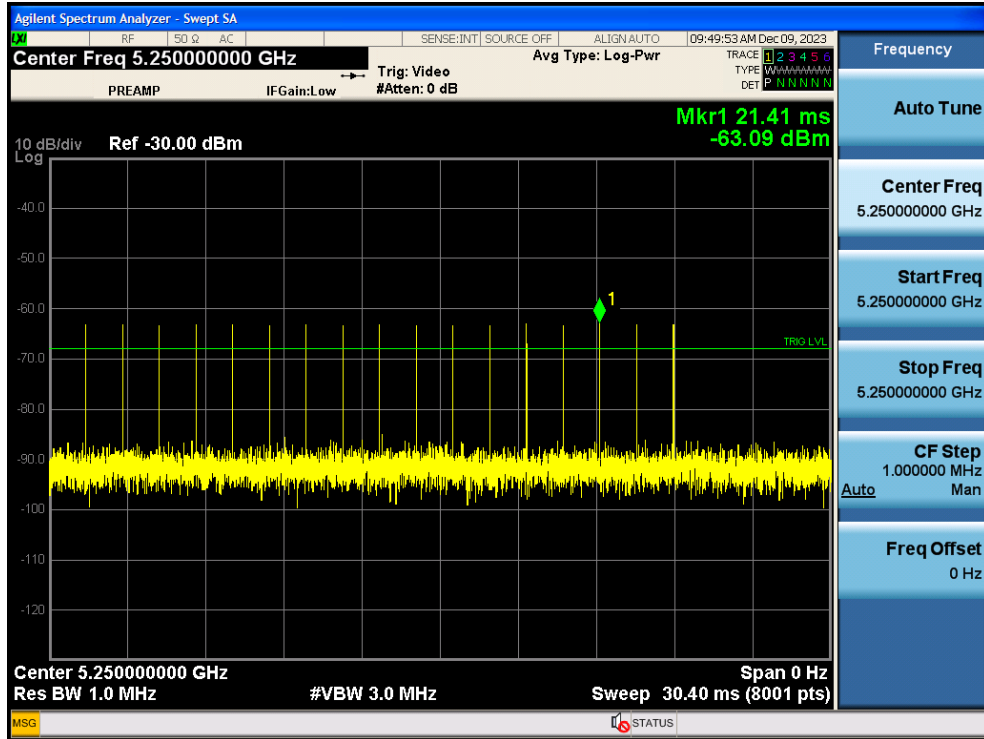 Agilent Spectrum Analyzer - Swept SA
LXI RF 50 Ω AC SENSE:INT SOURCE OFF ALIGN AUTO 09:49:53 AM Dec 09, 2023
Center Freq 5.250000000 GHz
PREAMP IFGain:Low
Trig: Video
#Atten: 0 dB
Avg Type: Log-Pwr
TRACE 1 2 3 4 5 6
TYPE WWWWWW
DET P N N N N N
Frequency
Mkr1 21.41 ms
-63.09 dBm
10 dB/div Ref -30.00 dBm
Log
-40.0
-50.0
-60.0
1
TRIG LVL
-70.0
-80.0
-90.0
-100
-110
-120
Center 5.250000000 GHz Span 0 Hz
Res BW 1.0 MHz #VBW 3.0 MHz Sweep 30.40 ms (8001 pts)
Auto Tune
Center Freq
5.250000000 GHz
Start Freq
5.250000000 GHz
Stop Freq
5.250000000 GHz
CF Step
1.000000 MHz
Auto Man
Freq Offset
0 Hz
MSG STATUS